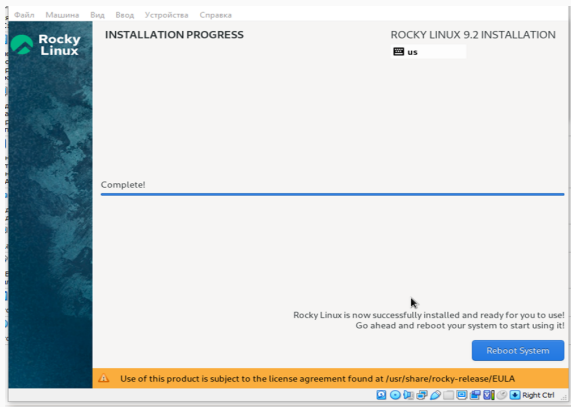 Файл Машина Вид Ввод Устройства Справка
Rocky
Linux
INSTALLATION PROGRESS
ROCKY LINUX 9.2 INSTALLATION
us
Complete!
Rocky Linux is now successfully installed and ready for you to use!
Go ahead and reboot your system to start using it!
Reboot System
Use of this product is subject to the license agreement found at /usr/share/rocky-release/EULA
Right Ctrl